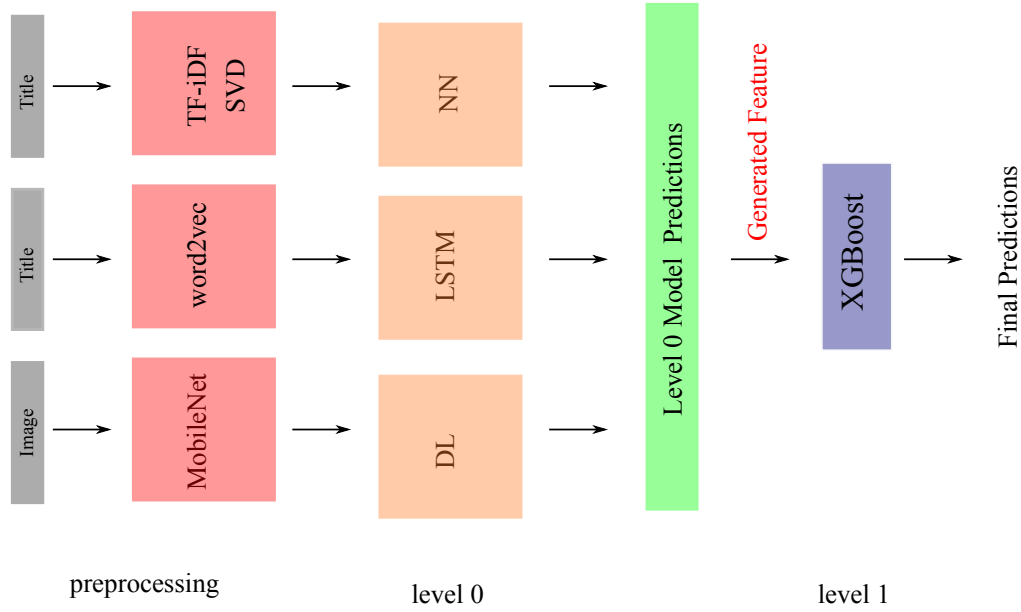 Title
TF-iDF
SVD
NN
Title
word2vec
LSTM
Image
MobileNet
DL
Level 0 Model Predictions
Generated Feature
XGBoost
Final Predictions
preprocessing
level 0
level 1